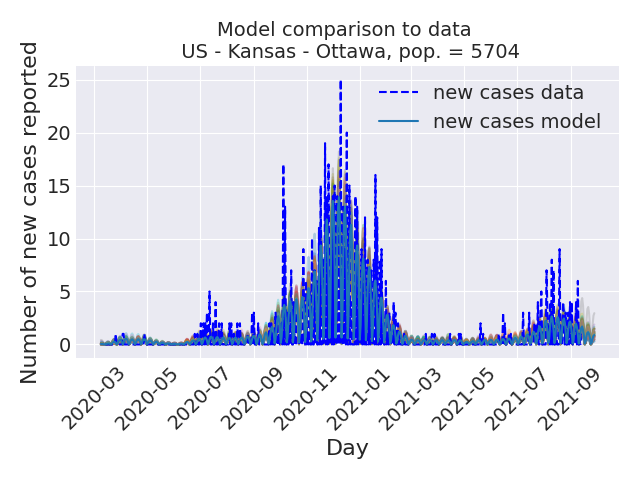 Model comparison to data
US - Kansas - Ottawa, pop. = 5704
Number of new cases reported
25
20
15
10
5
0
new cases data
new cases model
2020-03
2020-05
2020-07
2020-09
2020-11
2021-01
2021-03
2021-05
2021-07
2021-09
Day